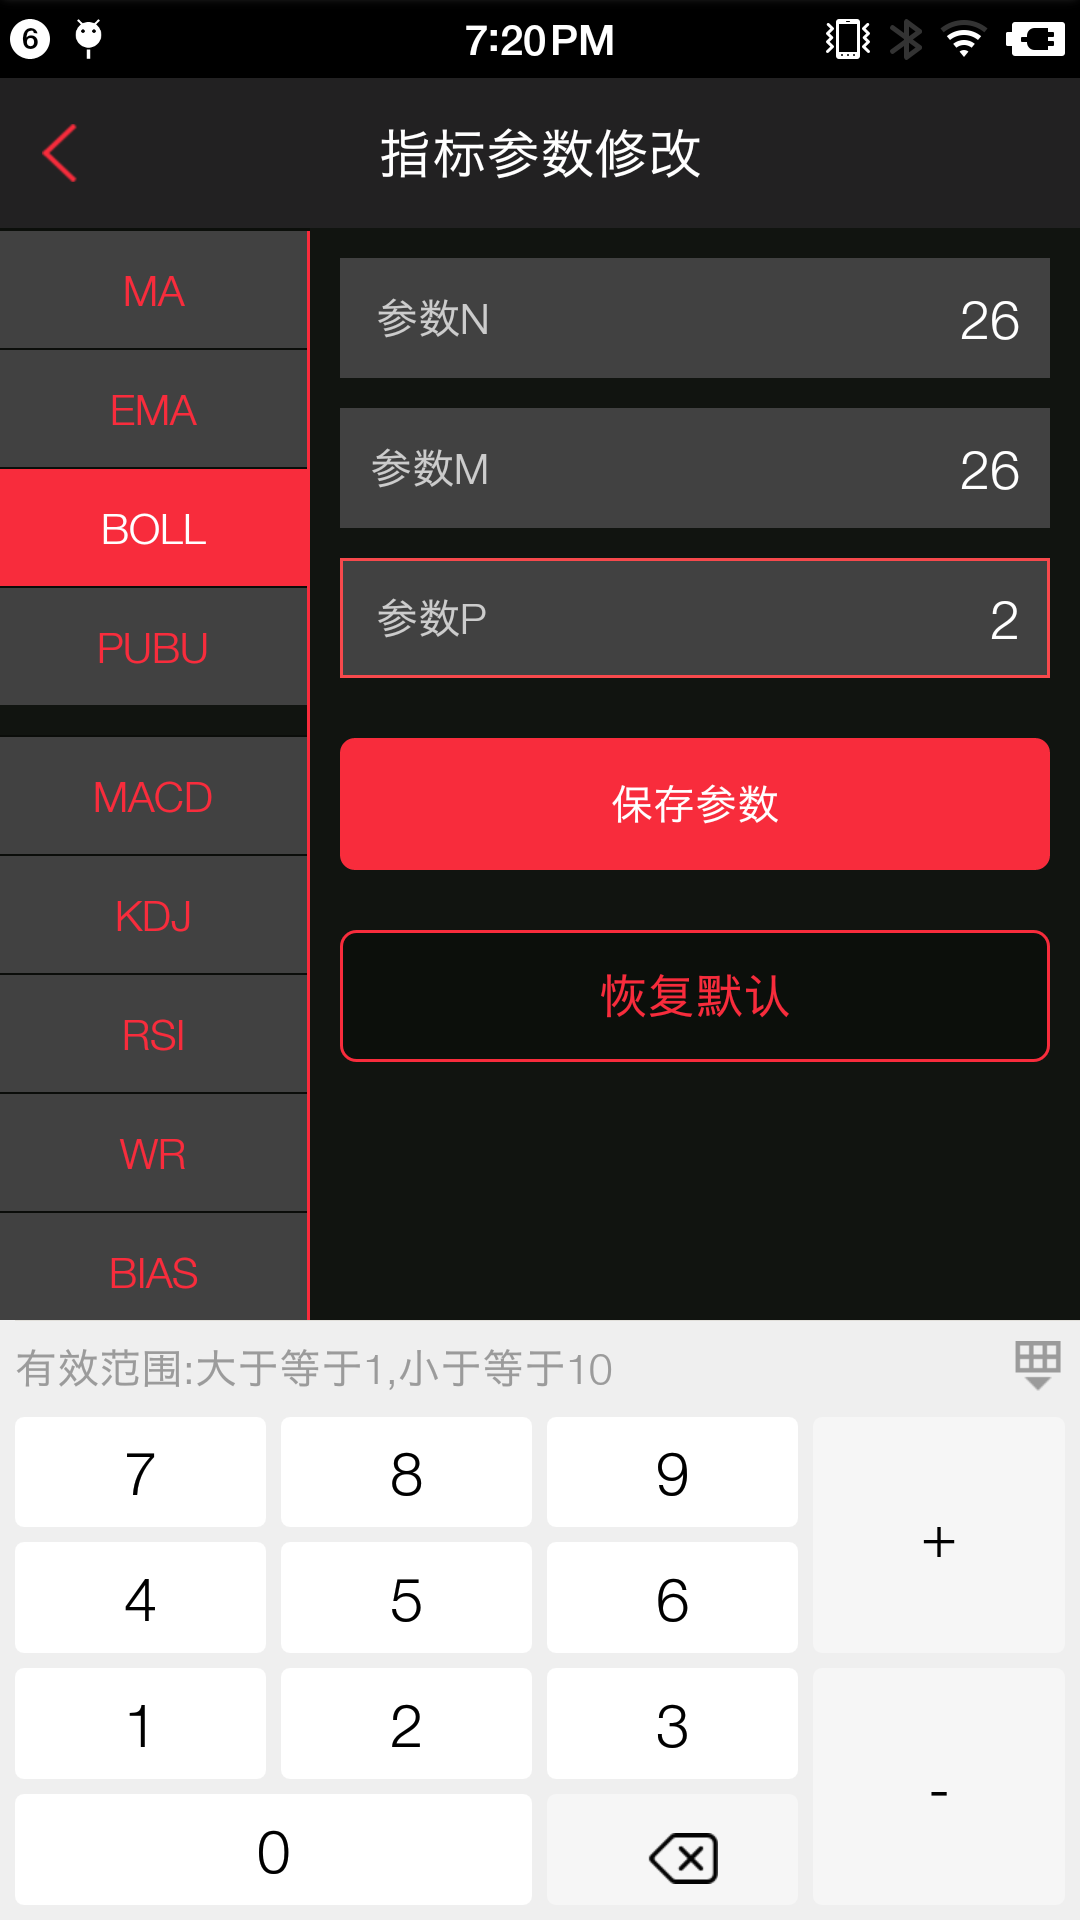 6
7:20 PM
指标参数修改
MA
EMA
BOLL
PUBU
MACD
KDJ
RSI
WR
BIAS
参数N 26
参数M 26
参数P 2
保存参数
恢复默认
有效范围:大于等于1,小于等于10
7 8 9 +
4 5 6
1 2 3 -
0